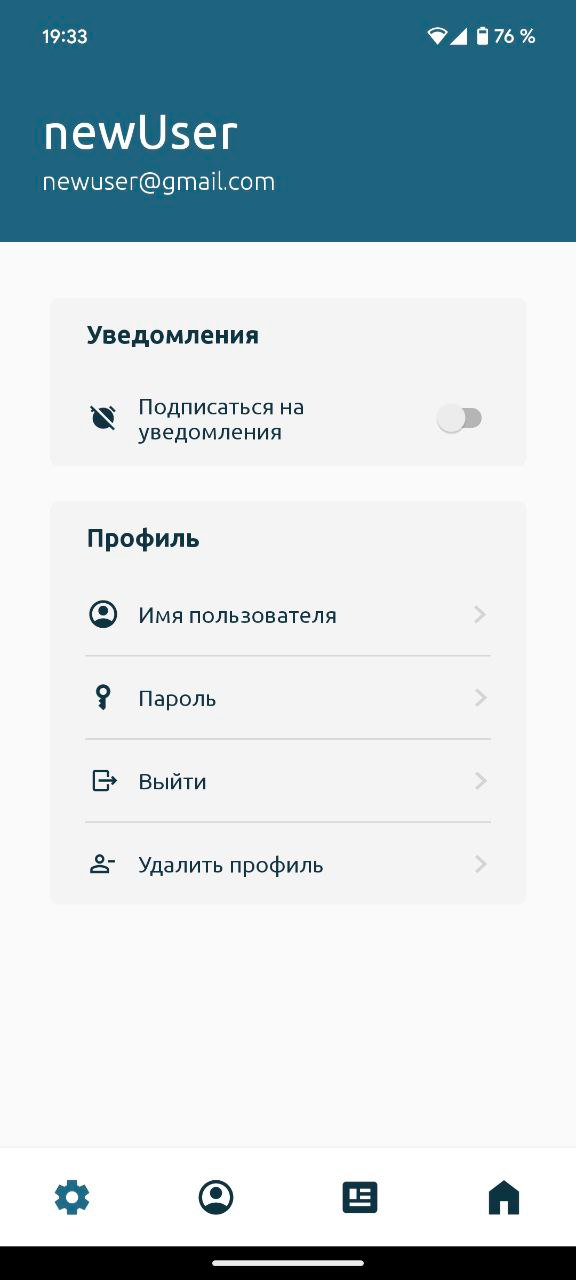 19:33
76 %
newUser
newuser@gmail.com
Уведомления
Подписаться на
уведомления
Профиль
Имя пользователя
Пароль
Выйти
Удалить профиль